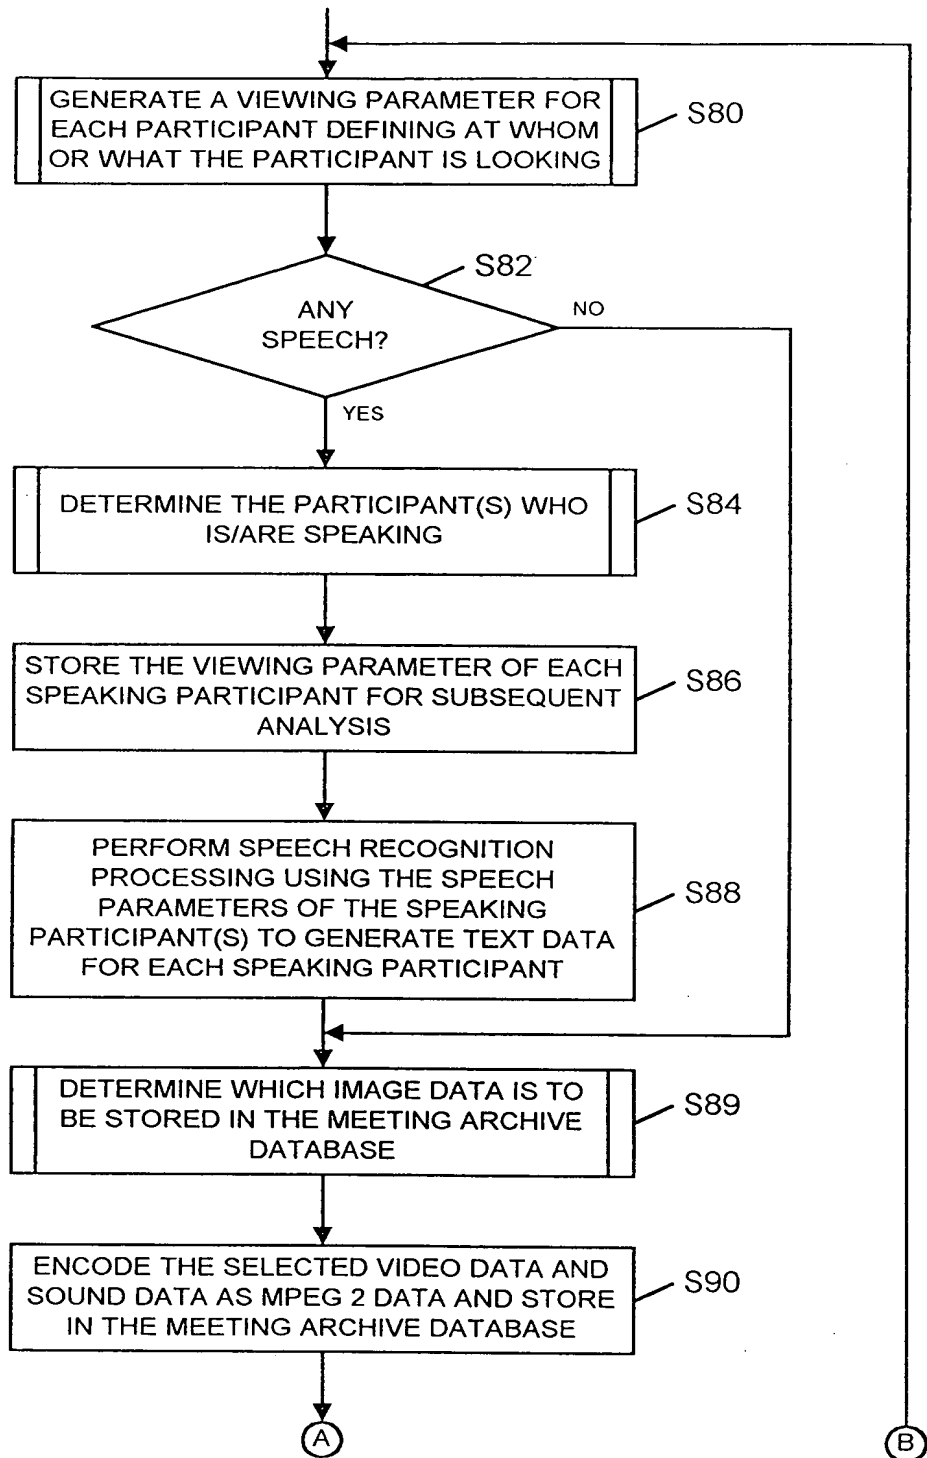 GENERATE A VIEWING PARAMETER FOR
EACH PARTICIPANT DEFINING AT WHOM
OR WHAT THE PARTICIPANT IS LOOKING
S80
S82
ANY
SPEECH?
NO
YES
DETERMINE THE PARTICIPANT(S) WHO
IS/ARE SPEAKING
S84
STORE THE VIEWING PARAMETER OF EACH
SPEAKING PARTICIPANT FOR SUBSEQUENT
ANALYSIS
S86
PERFORM SPEECH RECOGNITION
PROCESSING USING THE SPEECH
PARAMETERS OF THE SPEAKING
PARTICIPANT(S) TO GENERATE TEXT DATA
FOR EACH SPEAKING PARTICIPANT
S88
DETERMINE WHICH IMAGE DATA IS TO
BE STORED IN THE MEETING ARCHIVE
DATABASE
S89
ENCODE THE SELECTED VIDEO DATA AND
SOUND DATA AS MPEG 2 DATA AND STORE
IN THE MEETING ARCHIVE DATABASE
S90
A
B